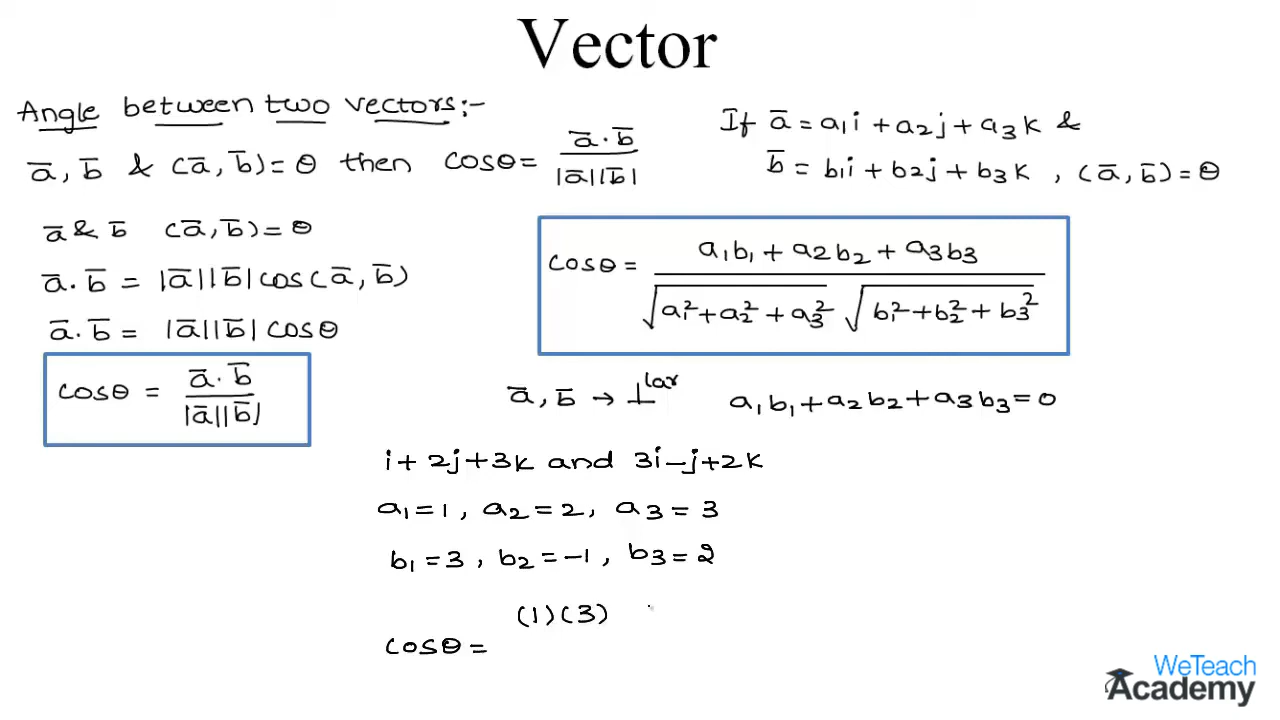 Vector
Angle between two vectors:-
a̅, b̅ & (a̅, b̅) = θ then cosθ = a̅·b̅ / |a̅||b̅|
a̅ & b̅ (a̅, b̅) = θ
a̅·b̅ = |a̅||b̅| cos(a̅, b̅)
a̅·b̅ = |a̅||b̅| cosθ
cosθ = a̅·b̅ / |a̅||b̅|
If a̅ = a₁i + a₂j + a₃k &
b̅ = b₁i + b₂j + b₃k , (a̅, b̅) = θ
cosθ = a₁b₁ + a₂b₂ + a₃b₃ / √(a₁² + a₂² + a₃²) √(b₁² + b₂² + b₃²)
a̅, b̅ → ⊥lar a₁b₁ + a₂b₂ + a₃b₃ = 0
i + 2j + 3k and 3i - j + 2k
a₁ = 1, a₂ = 2, a₃ = 3
b₁ = 3, b₂ = -1, b₃ = 2
(1)(3)
cosθ =
WeTeach
Academy